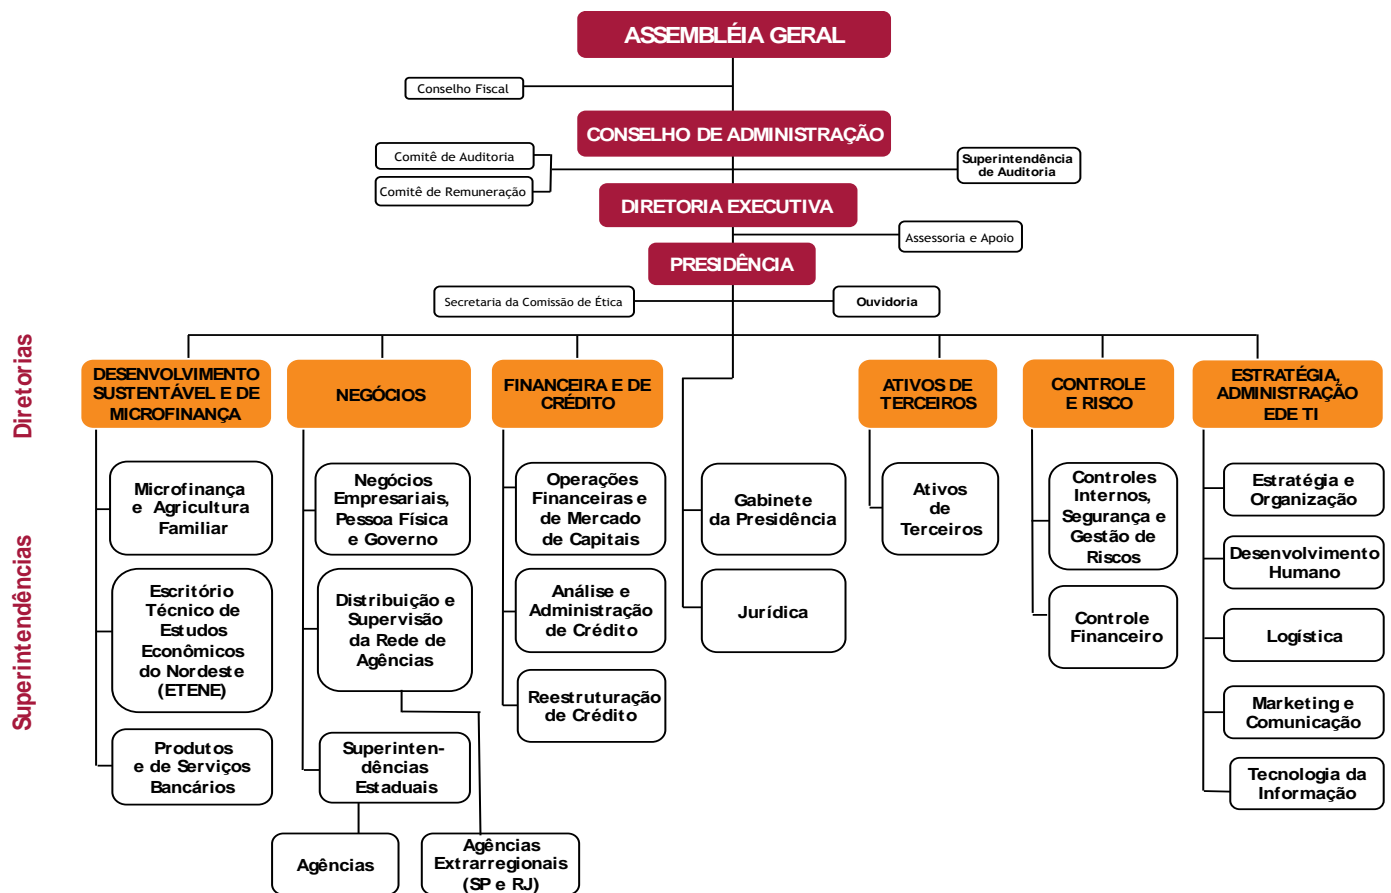 ASSEMBLÉIA GERAL
Conselho Fiscal
CONSELHO DE ADMINISTRAÇÃO
Comitê de Auditoria
Comitê de Remuneração
Superintendência
de Auditoria
DIRETORIA EXECUTIVA
Assessoria e Apoio
PRESIDÊNCIA
Secretaria da Comissão de Ética
Ouvidoria
Diretorias
DESENVOLVIMENTO
SUSTENTÁVEL E DE
MICROFINANÇA
NEGÓCIOS
FINANCEIRA E DE
CRÉDITO
ATIVOS DE
TERCEIROS
CONTROLE
E RISCO
ESTRATÉGIA,
ADMINISTRAÇÃO
EDE TI
Superintendências
Microfinança
e Agricultura
Familiar
Escritório
Técnico de
Estudos
Econômicos
do Nordeste
(ETENE)
Produtos
e de Serviços
Bancários
Negócios
Empresariais,
Pessoa Física
e Governo
Distribuição e
Supervisão
da Rede de
Agências
Superinten-
dências
Estaduais
Agências
Agências
Extrarregionais
(SP e RJ)
Operações
Financeiras e
de Mercado
de Capitais
Análise e
Administração
de Crédito
Reestruturação
de Crédito
Gabinete
da Presidência
Jurídica
Ativos
de
Terceiros
Controles
Internos,
Segurança e
Gestão de
Riscos
Controle
Financeiro
Estratégia e
Organização
Desenvolvimento
Humano
Logística
Marketing e
Comunicação
Tecnologia da
Informação